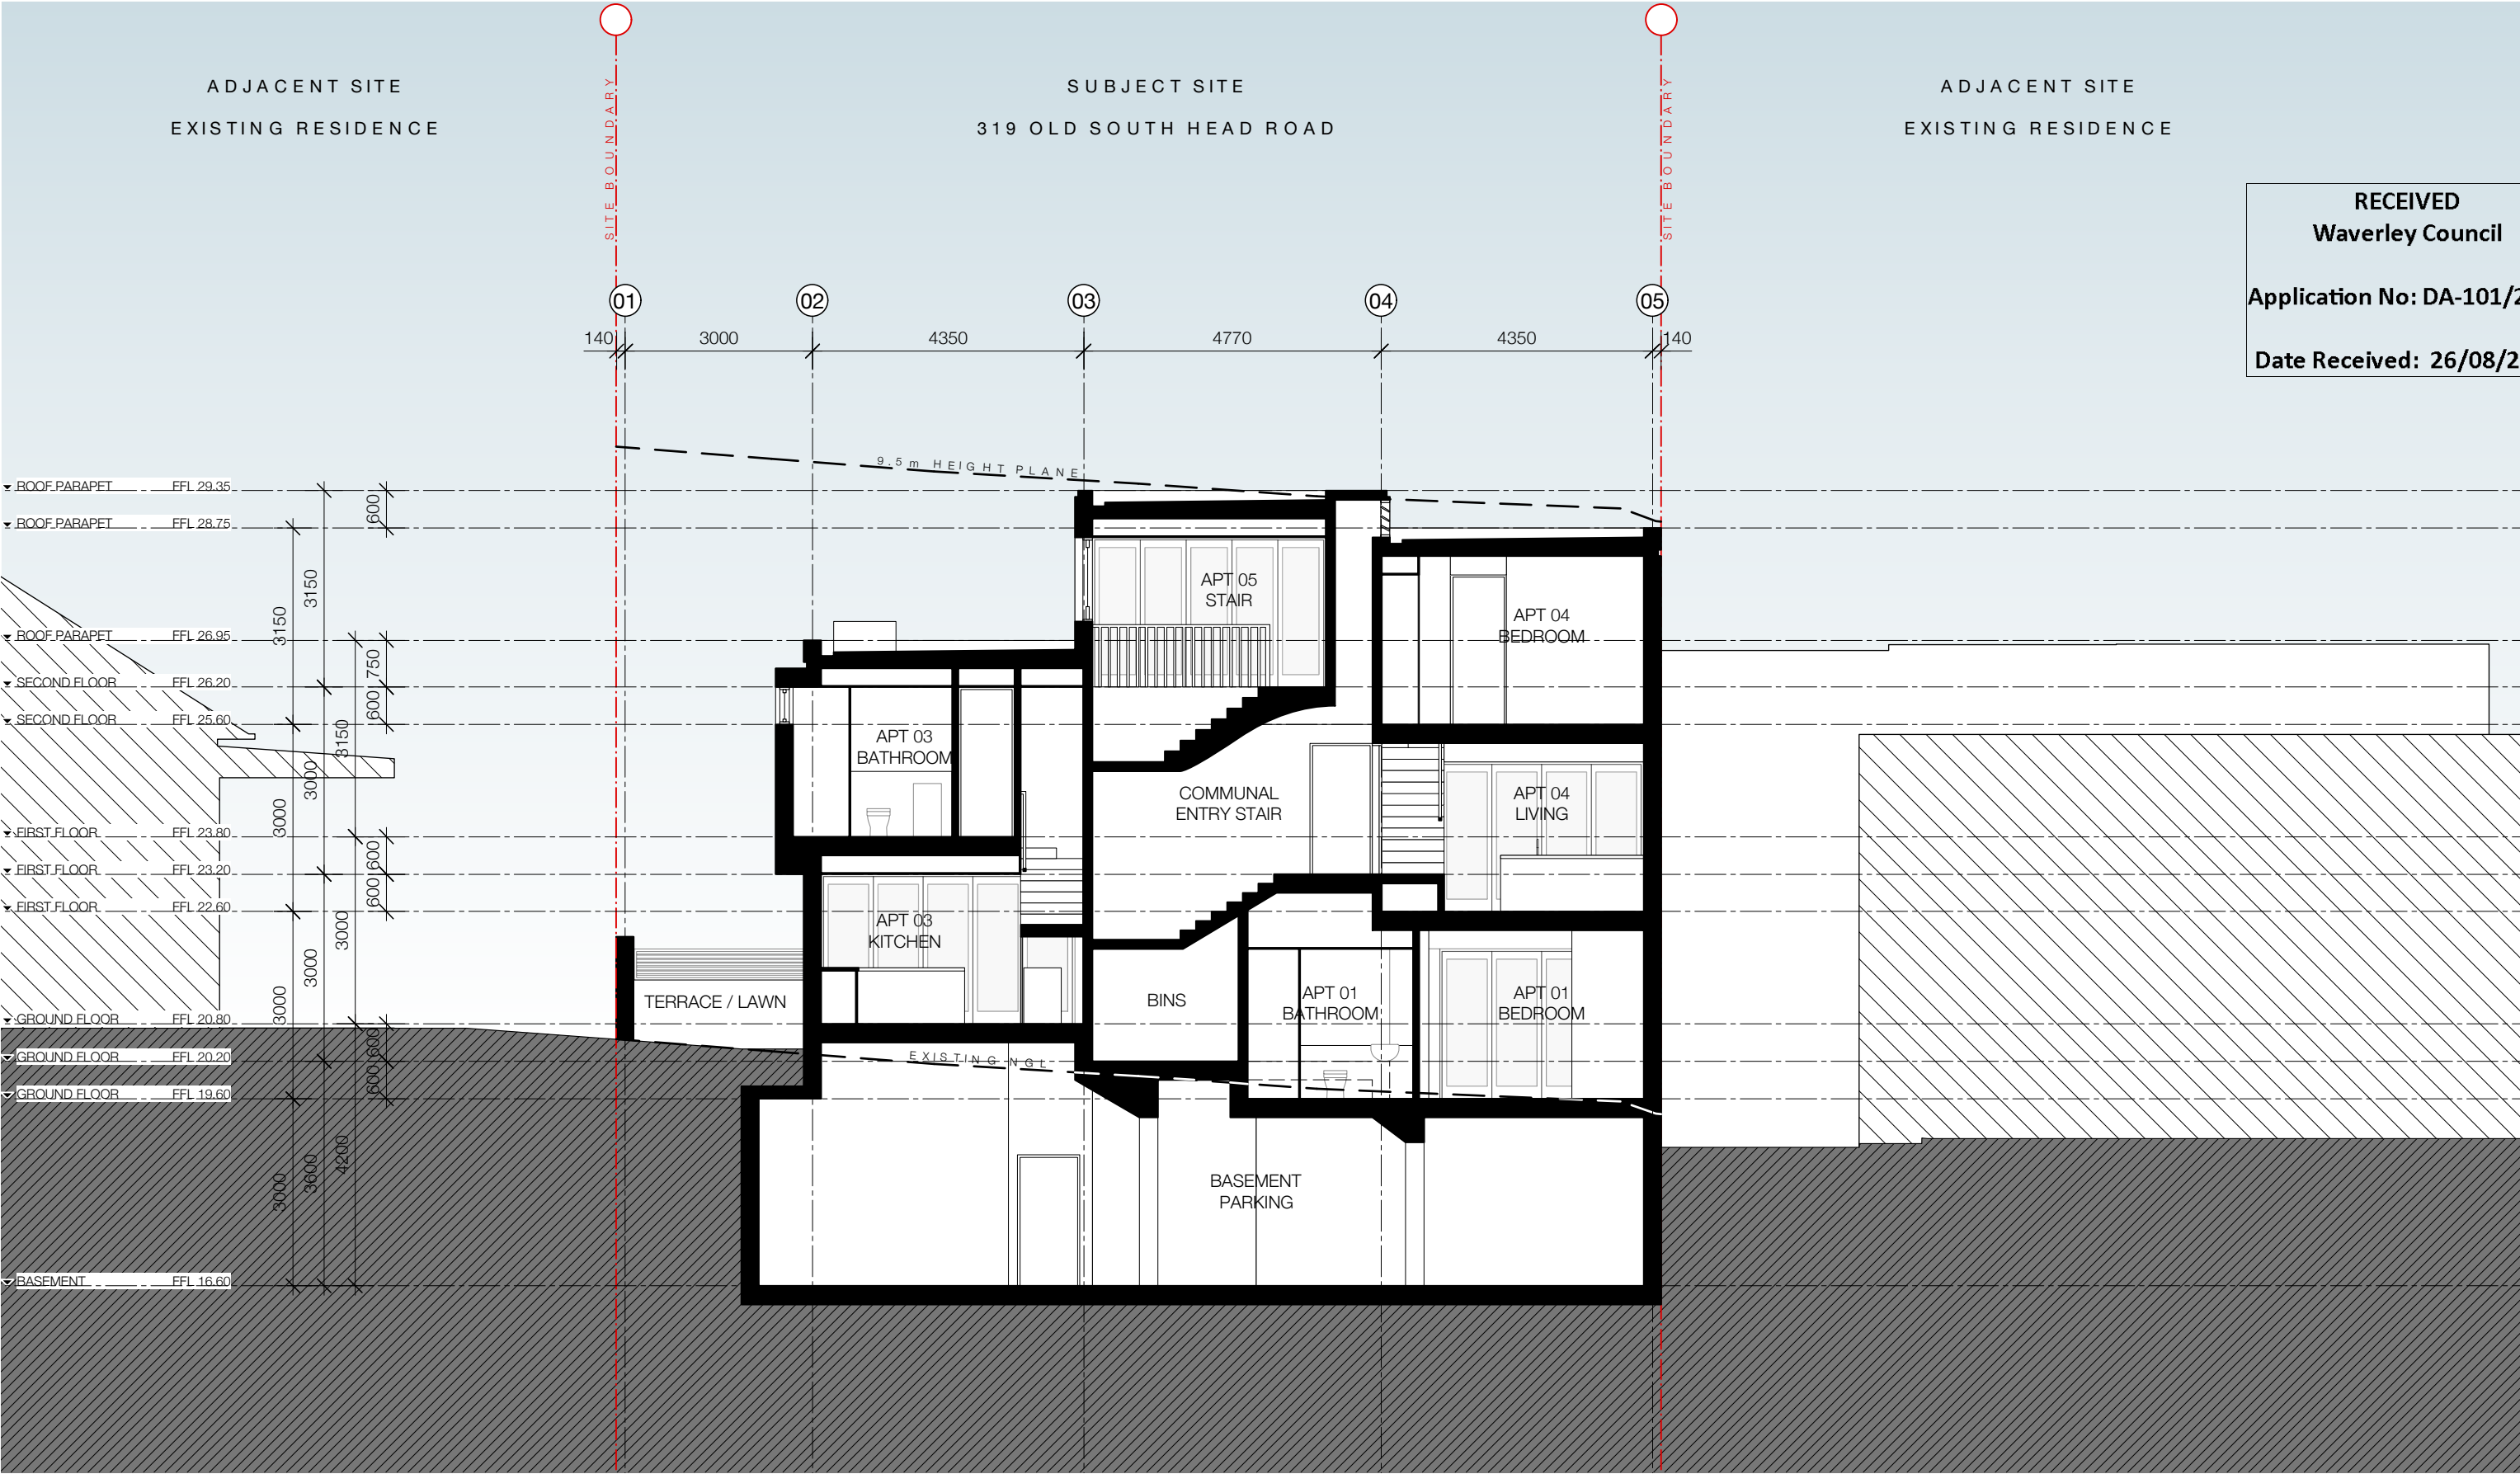 ADJACENT SITE
EXISTING RESIDENCE
SUBJECT SITE
319 OLD SOUTH HEAD ROAD
ADJACENT SITE
EXISTING RESIDENCE
SITE BOUNDARY
SITE BOUNDARY
RECEIVED
Waverley Council
Application No: DA-101/2
Date Received: 26/08/2
01
02
03
04
05
140
3000
4350
4770
4350
140
9.5m HEIGHT PLANE
ROOF PARAPET FFL 29.35
ROOF PARAPET FFL 28.75
ROOF PARAPET FFL 26.95
SECOND FLOOR FFL 26.20
SECOND FLOOR FFL 25.60
FIRST FLOOR FFL 23.80
FIRST FLOOR FFL 23.20
FIRST FLOOR FFL 22.60
GROUND FLOOR FFL 20.80
GROUND FLOOR FFL 20.20
GROUND FLOOR FFL 19.60
BASEMENT FFL 16.60
3150
3000
3000
3000
3150
3000
3000
3600
3150
3000
4200
600
750
600
600
600
600
600
APT 05
STAIR
APT 04
BEDROOM
APT 03
BATHROOM
COMMUNAL
ENTRY STAIR
APT 04
LIVING
APT 03
KITCHEN
TERRACE / LAWN
BINS
APT 01
BATHROOM
APT 01
BEDROOM
EXISTING NGL
BASEMENT
PARKING